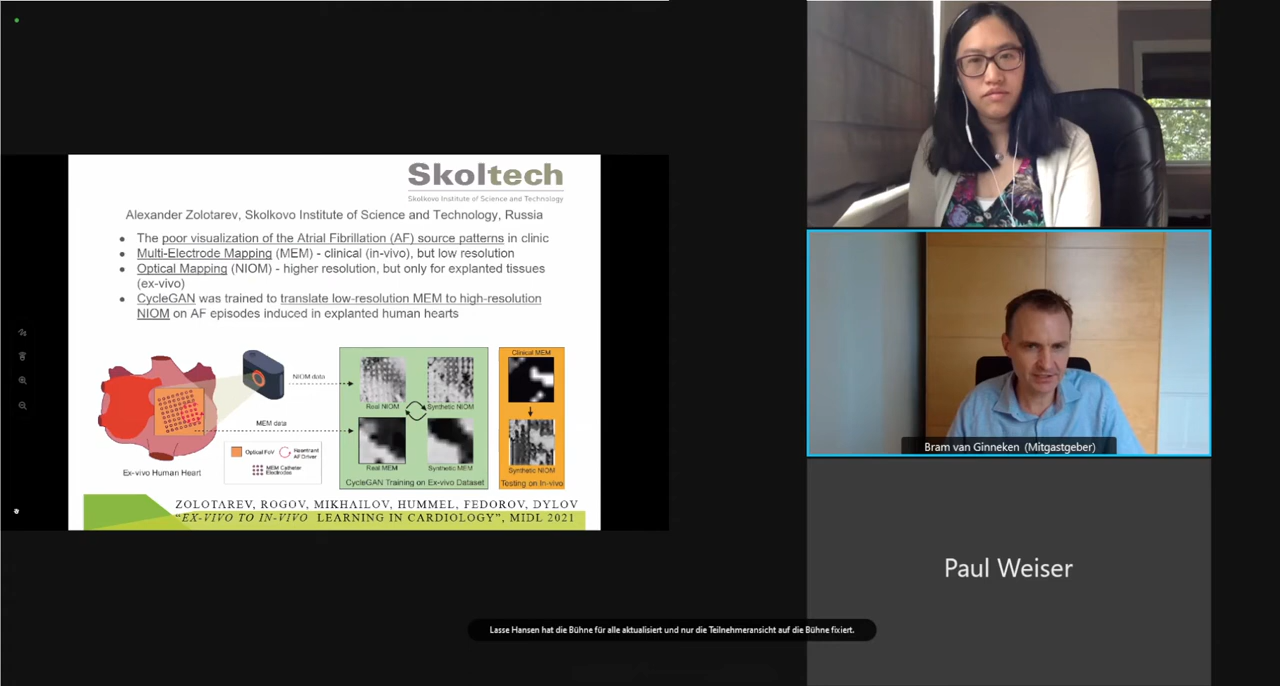 Skoltech
Skolkovo Institute of Science and Technology
Alexander Zolotarev, Skolkovo Institute of Science and Technology, Russia
● The poor visualization of the Atrial Fibrillation (AF) source patterns in clinic
● Multi-Electrode Mapping (MEM) - clinical (in-vivo), but low resolution
● Optical Mapping (NIOM) - higher resolution, but only for explanted tissues
(ex-vivo)
● CycleGAN was trained to translate low-resolution MEM to high-resolution
NIOM on AF episodes induced in explanted human hearts
NIOM data
MEM data
Ex-vivo Human Heart
Optical FoV
Reentrant
AF Driver
MEM Catheter
Electrodes
Real NIOM
Synthetic NIOM
Real MEM
Synthetic MEM
CycleGAN Training on Ex-vivo Dataset
Clinical MEM
Synthetic NIOM
Testing on In-vivo
ZOLOTAREV, ROGOV, MIKHAILOV, HUMMEL, FEDOROV, DYLOV
"EX-VIVO TO IN-VIVO LEARNING IN CARDIOLOGY", MIDL 2021
Bram van Ginneken (Mitgastgeber)
Paul Weiser
Lasse Hansen hat die Bühne für alle aktualisiert und nur die Teilnehmeransicht auf die Bühne fixiert.